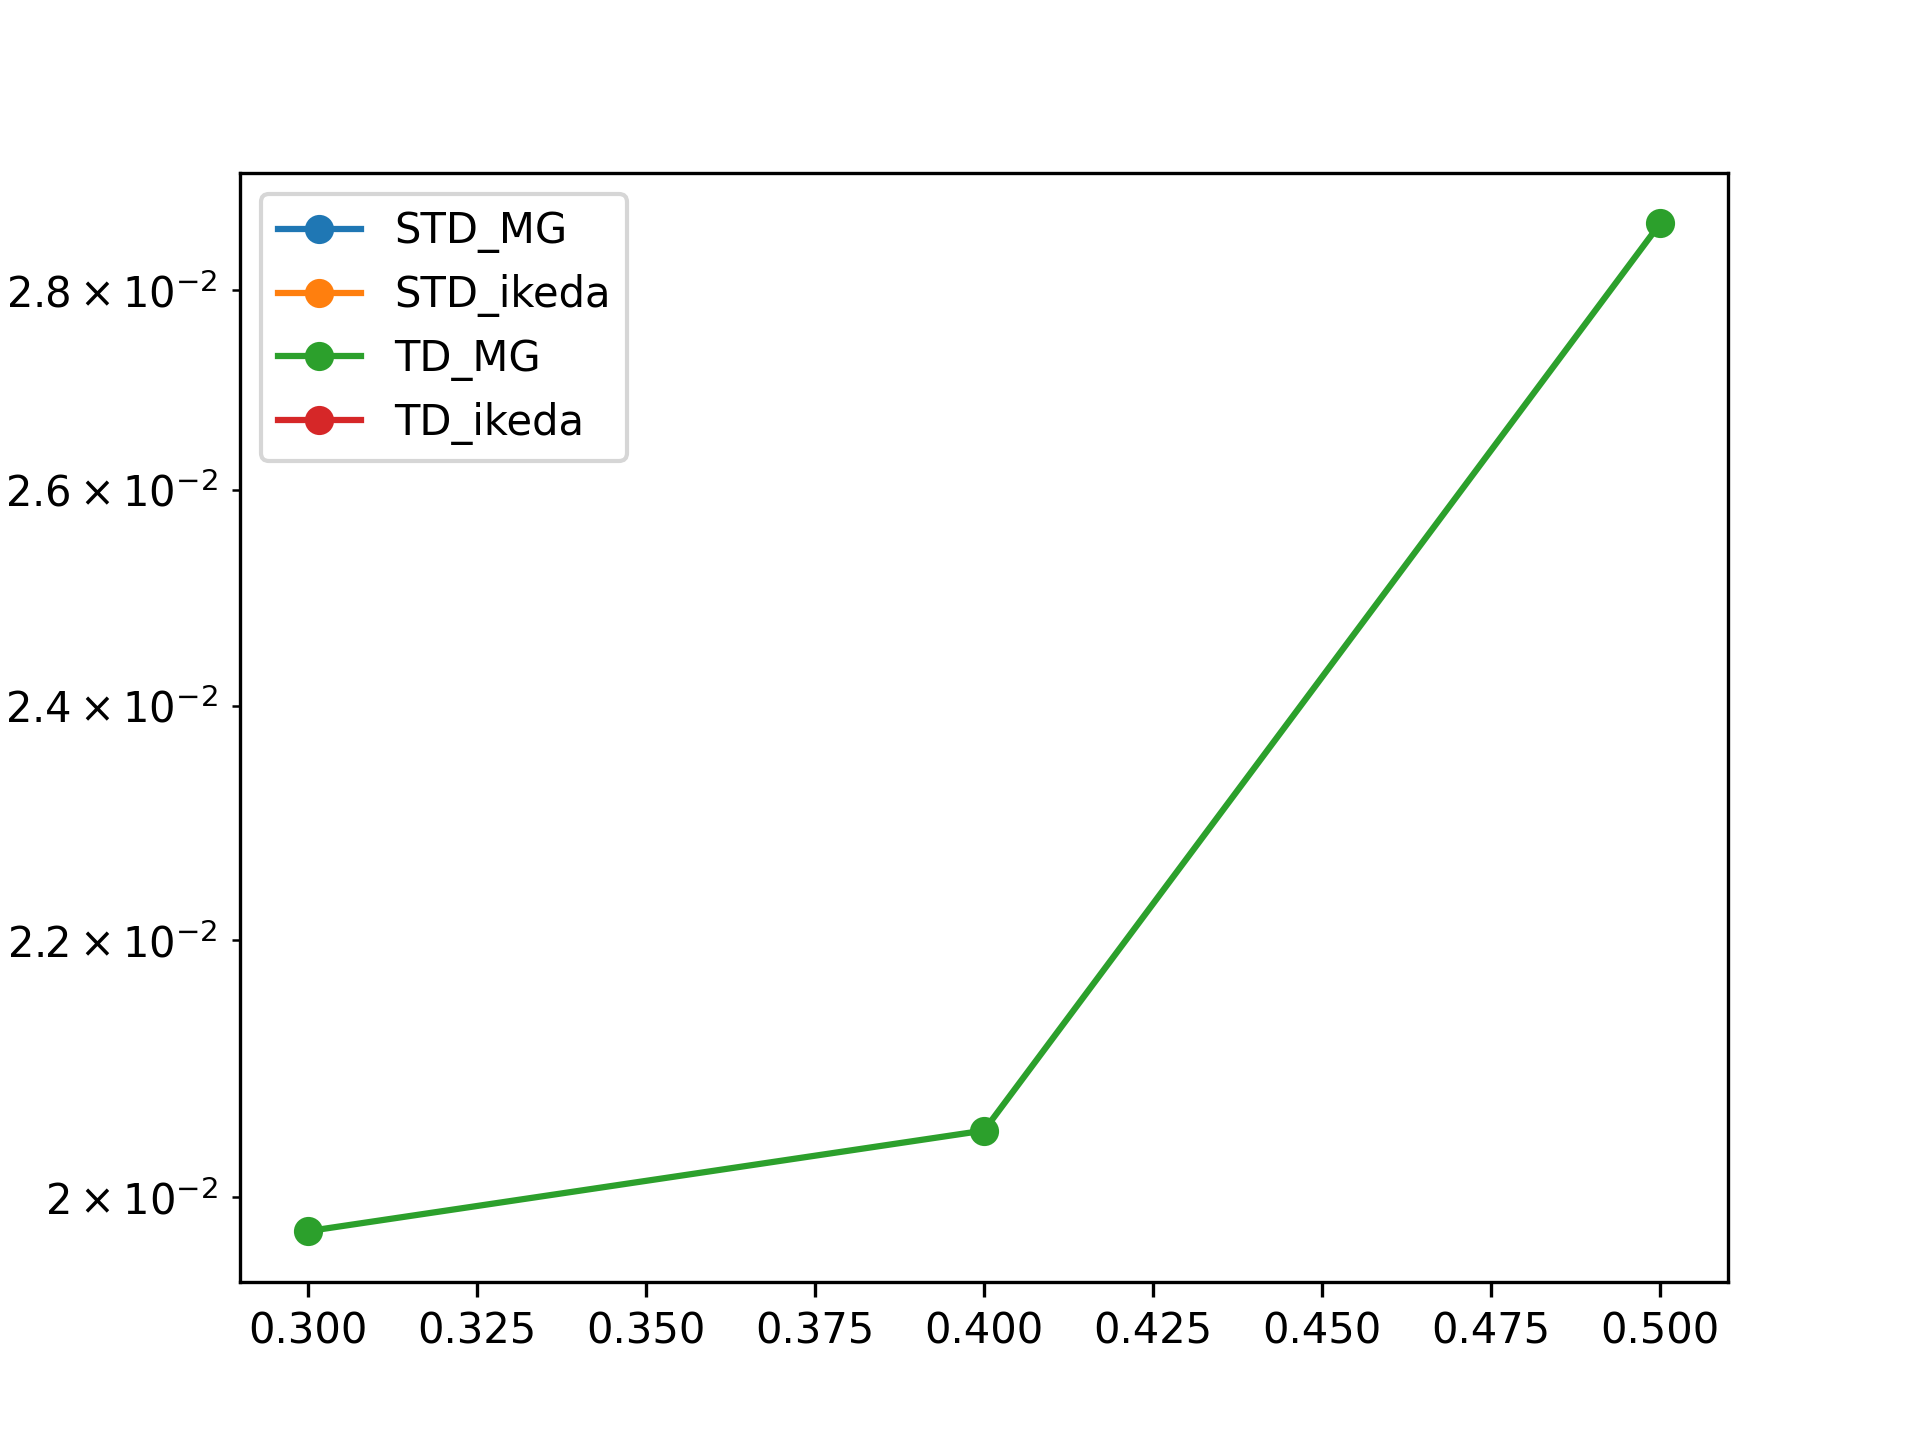 STD_MG
STD_ikeda
TD_MG
TD_ikeda
2.8 × 10⁻²
2.6 × 10⁻²
2.4 × 10⁻²
2.2 × 10⁻²
2 × 10⁻²
0.300 0.325 0.350 0.375 0.400 0.425 0.450 0.475 0.500